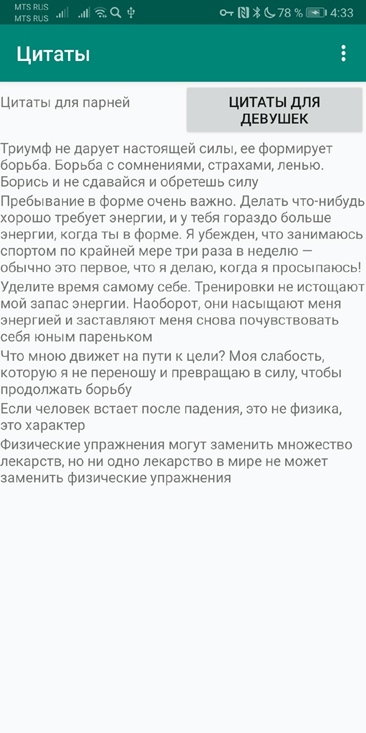 MTS RUS
MTS RUS
78 %
4:33
Цитаты
Цитаты для парней
ЦИТАТЫ ДЛЯ
ДЕВУШЕК
Триумф не дарует настоящей силы, ее формирует
борьба. Борьба с сомнениями, страхами, ленью.
Борись и не сдавайся и обретешь силу
Пребывание в форме очень важно. Делать что-нибудь
хорошо требует энергии, и у тебя гораздо больше
энергии, когда ты в форме. Я убежден, что занимаюсь
спортом по крайней мере три раза в неделю —
обычно это первое, что я делаю, когда я просыпаюсь!
Уделите время самому себе. Тренировки не истощают
мой запас энергии. Наоборот, они насыщают меня
энергией и заставляют меня снова почувствовать
себя юным пареньком
Что мною движет на пути к цели? Моя слабость,
которую я не переношу и превращаю в силу, чтобы
продолжать борьбу
Если человек встает после падения, это не физика,
это характер
Физические упражнения могут заменить множество
лекарств, но ни одно лекарство в мире не может
заменить физические упражнения